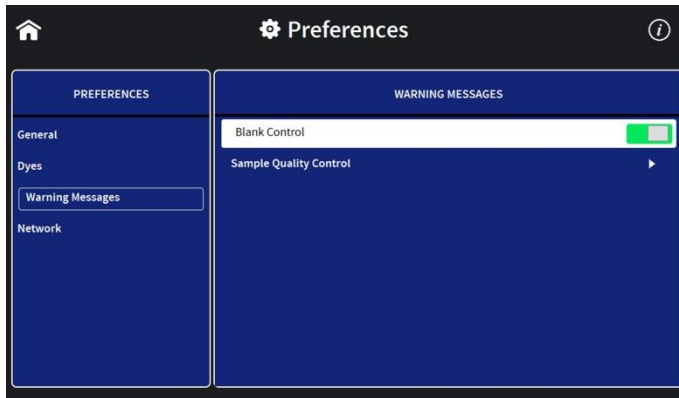 Preferences
i
PREFERENCES
General
Dyes
Warning Messages
Network
WARNING MESSAGES
Blank Control
Sample Quality Control